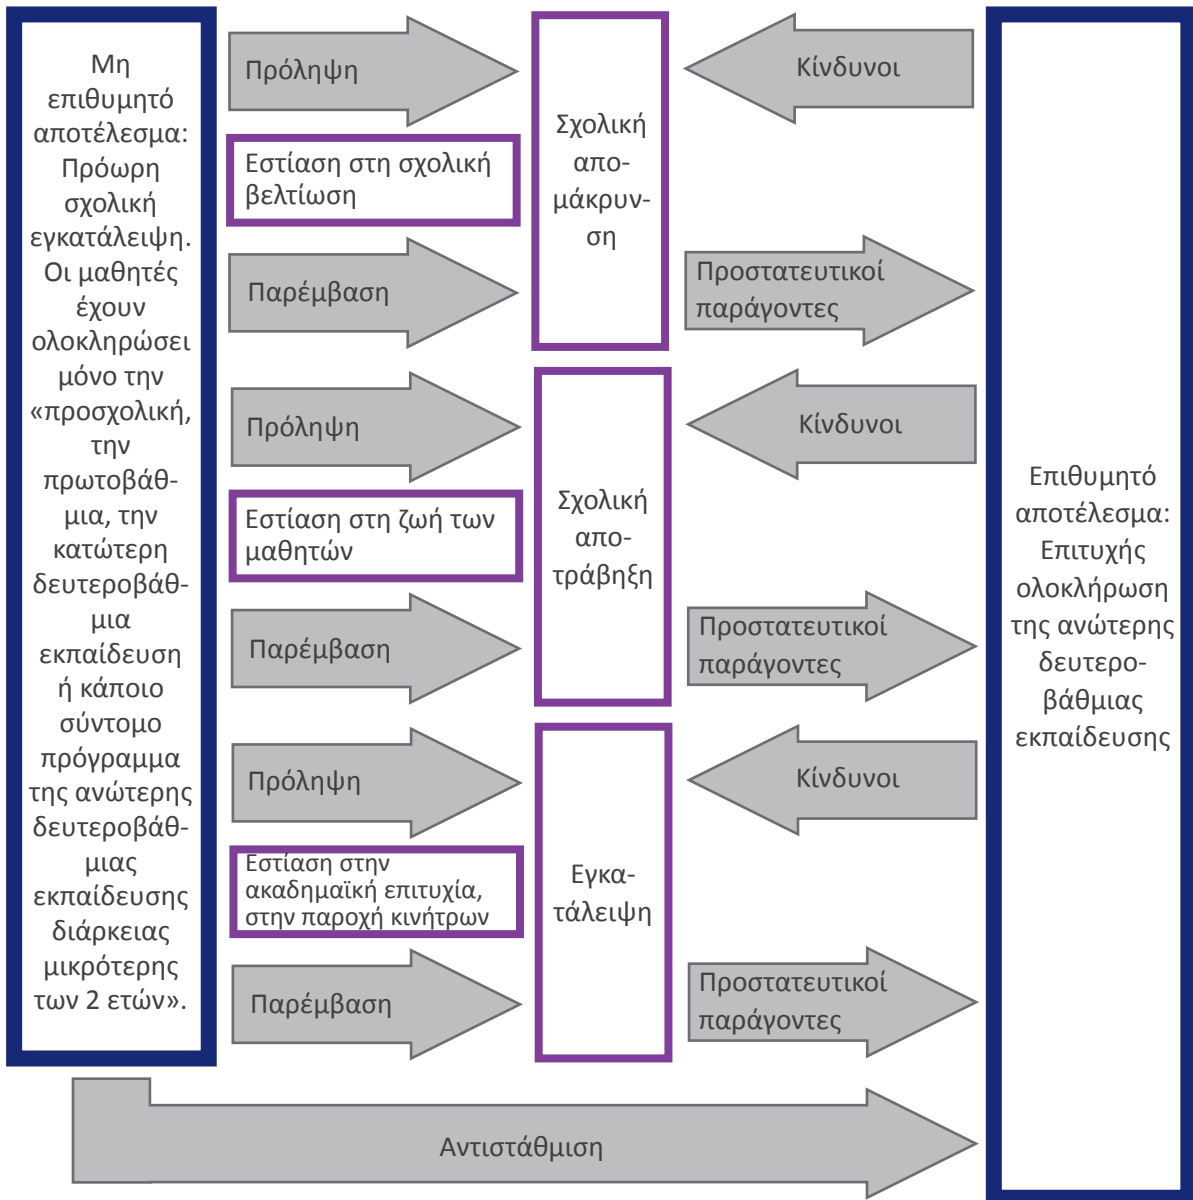 Μη
επιθυμητό
αποτέλεσμα:
Πρόωρη
σχολική
εγκατάλειψη.
Οι μαθητές
έχουν
ολοκληρώσει
μόνο την
«προσχολική,
την
πρωτοβάθ-
μια, την
κατώτερη
δευτεροβάθ-
μια
εκπαίδευση
ή κάποιο
σύντομο
πρόγραμμα
της ανώτερης
δευτεροβάθ-
μιας
εκπαίδευσης
διάρκειας
μικρότερης
των 2 ετών».
Πρόληψη
Εστίαση στη σχολική
βελτίωση
Παρέμβαση
Σχολική
απο-
μάκρυν-
ση
Κίνδυνοι
Προστατευτικοί
παράγοντες
Πρόληψη
Εστίαση στη ζωή των
μαθητών
Παρέμβαση
Σχολική
απο-
τράβηξη
Κίνδυνοι
Προστατευτικοί
παράγοντες
Πρόληψη
Εστίαση στην
ακαδημαϊκή επιτυχία,
στην παροχή κινήτρων
Παρέμβαση
Εγκα-
τάλειψη
Κίνδυνοι
Προστατευτικοί
παράγοντες
Επιθυμητό
αποτέλεσμα:
Επιτυχής
ολοκλήρωση
της ανώτερης
δευτερο-
βάθμιας
εκπαίδευσης
Αντιστάθμιση